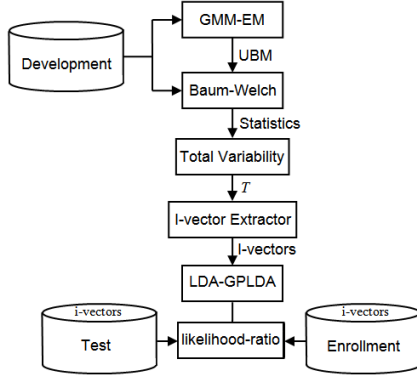 GMM-EM
UBM
Development
Baum-Welch
Statistics
Total Variability
T
I-vector Extractor
I-vectors
LDA-GPLDA
i-vectors
Test
likelihood-ratio
i-vectors
Enrollment